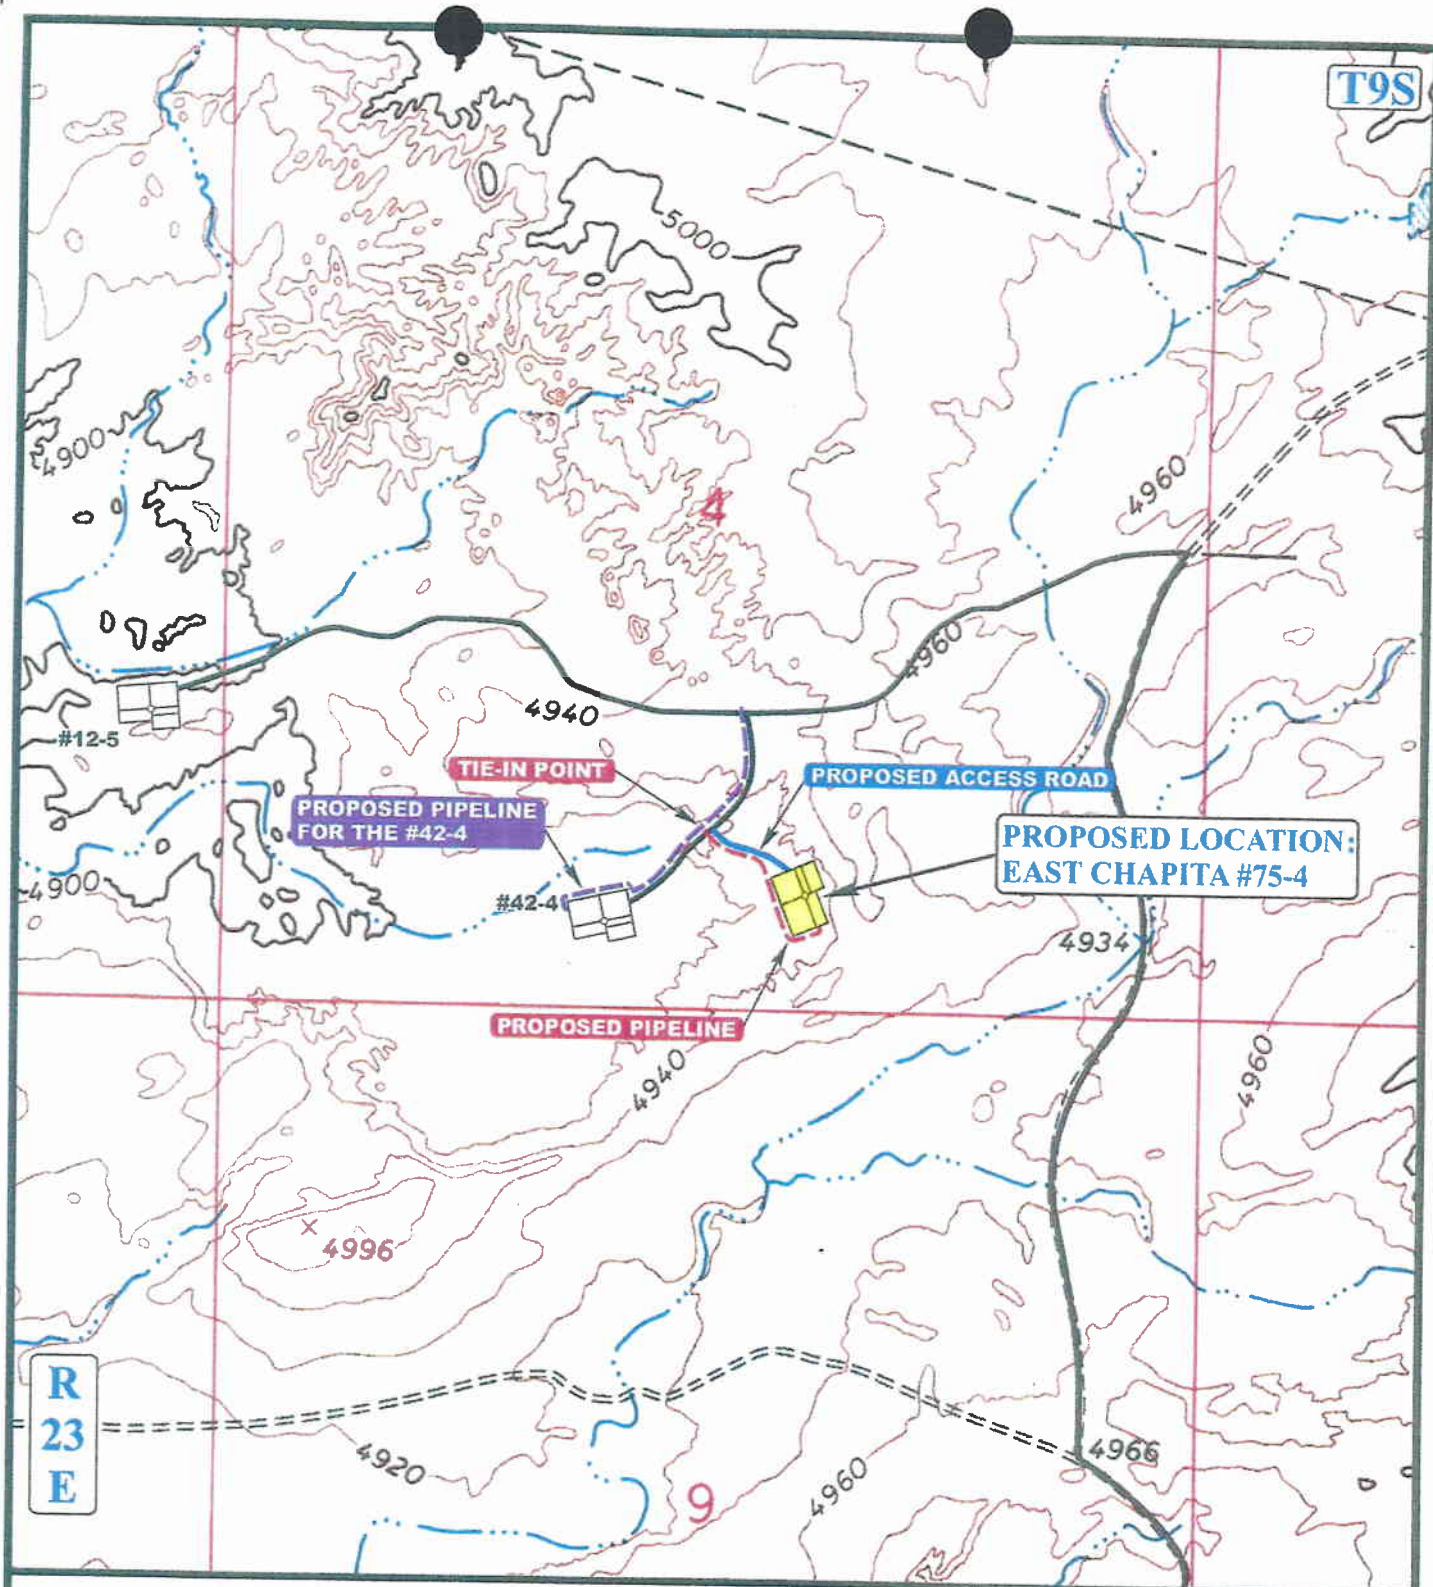 T9S
5000
4900
4
4960
4960
4940
#12-5
TIE-IN POINT
PROPOSED ACCESS ROAD
PROPOSED PIPELINE
FOR THE #42-4
PROPOSED LOCATION:
EAST CHAPITA #75-4
4900
#42-4
4934
PROPOSED PIPELINE
4940
4960
4996
R
23
E
4920
9
4960
4966